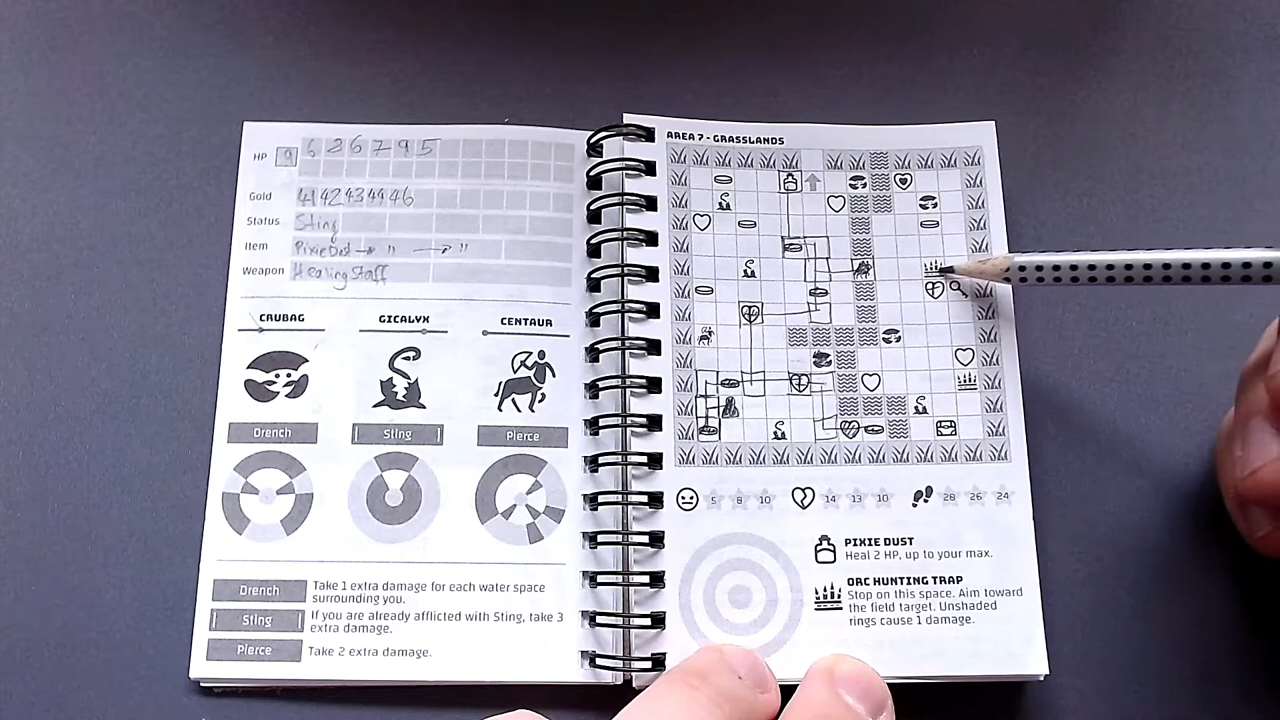 HP 9 6 8 6 7 9 5
Gold 41 42 43 44 46
Status Sting
Item Pixie Dust → " → "
Weapon Healing Staff
CRUBAG GICALYX CENTAUR
Drench Sting Pierce
Drench Take 1 extra damage for each water space
surrounding you.
Sting If you are already afflicted with Sting, take 3
extra damage.
Pierce Take 2 extra damage.
AREA 7 - GRASSLANDS
5 8 10 14 13 10 28 26 24
PIXIE DUST
Heal 2 HP, up to your max.
ORC HUNTING TRAP
Stop on this space. Aim toward
the field target. Unshaded
rings cause 1 damage.